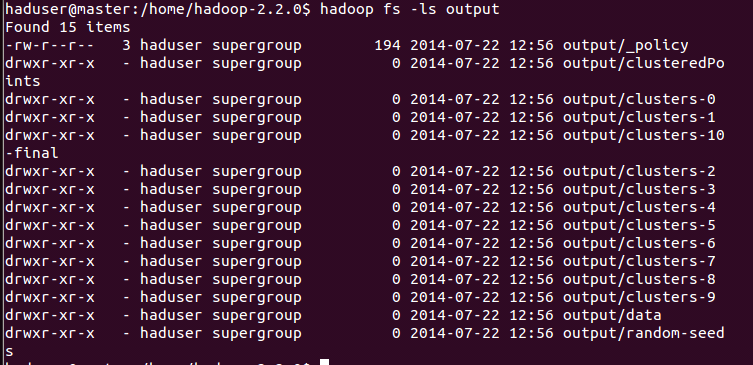 haduser@master:/home/hadoop-2.2.0$ hadoop fs -ls output
Found 15 items
-rw-r--r--   3 haduser supergroup        194 2014-07-22 12:56 output/_policy
drwxr-xr-x   - haduser supergroup          0 2014-07-22 12:56 output/clusteredPo
ints
drwxr-xr-x   - haduser supergroup          0 2014-07-22 12:56 output/clusters-0
drwxr-xr-x   - haduser supergroup          0 2014-07-22 12:56 output/clusters-1
drwxr-xr-x   - haduser supergroup          0 2014-07-22 12:56 output/clusters-10
-final
drwxr-xr-x   - haduser supergroup          0 2014-07-22 12:56 output/clusters-2
drwxr-xr-x   - haduser supergroup          0 2014-07-22 12:56 output/clusters-3
drwxr-xr-x   - haduser supergroup          0 2014-07-22 12:56 output/clusters-4
drwxr-xr-x   - haduser supergroup          0 2014-07-22 12:56 output/clusters-5
drwxr-xr-x   - haduser supergroup          0 2014-07-22 12:56 output/clusters-6
drwxr-xr-x   - haduser supergroup          0 2014-07-22 12:56 output/clusters-7
drwxr-xr-x   - haduser supergroup          0 2014-07-22 12:56 output/clusters-8
drwxr-xr-x   - haduser supergroup          0 2014-07-22 12:56 output/clusters-9
drwxr-xr-x   - haduser supergroup          0 2014-07-22 12:56 output/data
drwxr-xr-x   - haduser supergroup          0 2014-07-22 12:56 output/random-seed
s
haduser@master:/home/hadoop-2.2.0$